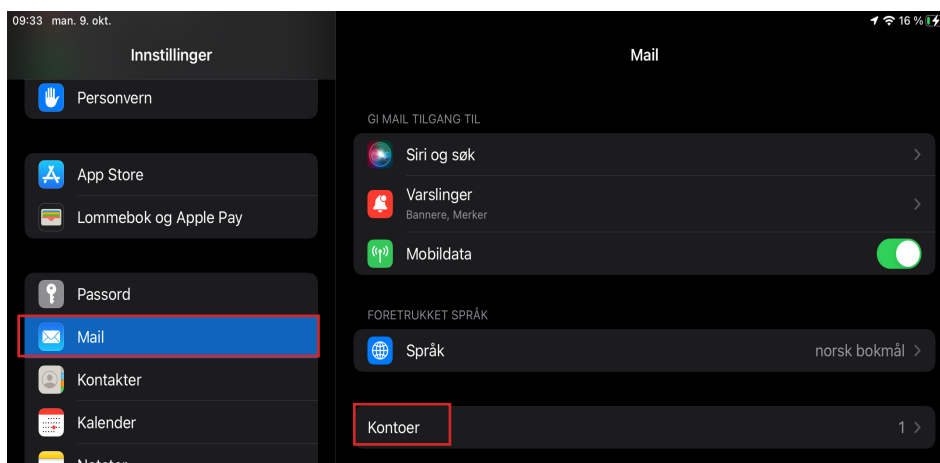 09:33 man. 9. okt.
16 %
Innstillinger
Mail
Personvern
App Store
Lommebok og Apple Pay
Passord
Mail
Kontakter
Kalender
GI MAIL TILGANG TIL
Siri og søk
Varslinger
Bannere, Merker
Mobildata
FORETRUKKET SPRÅK
Språk
norsk bokmål
Kontoer
1